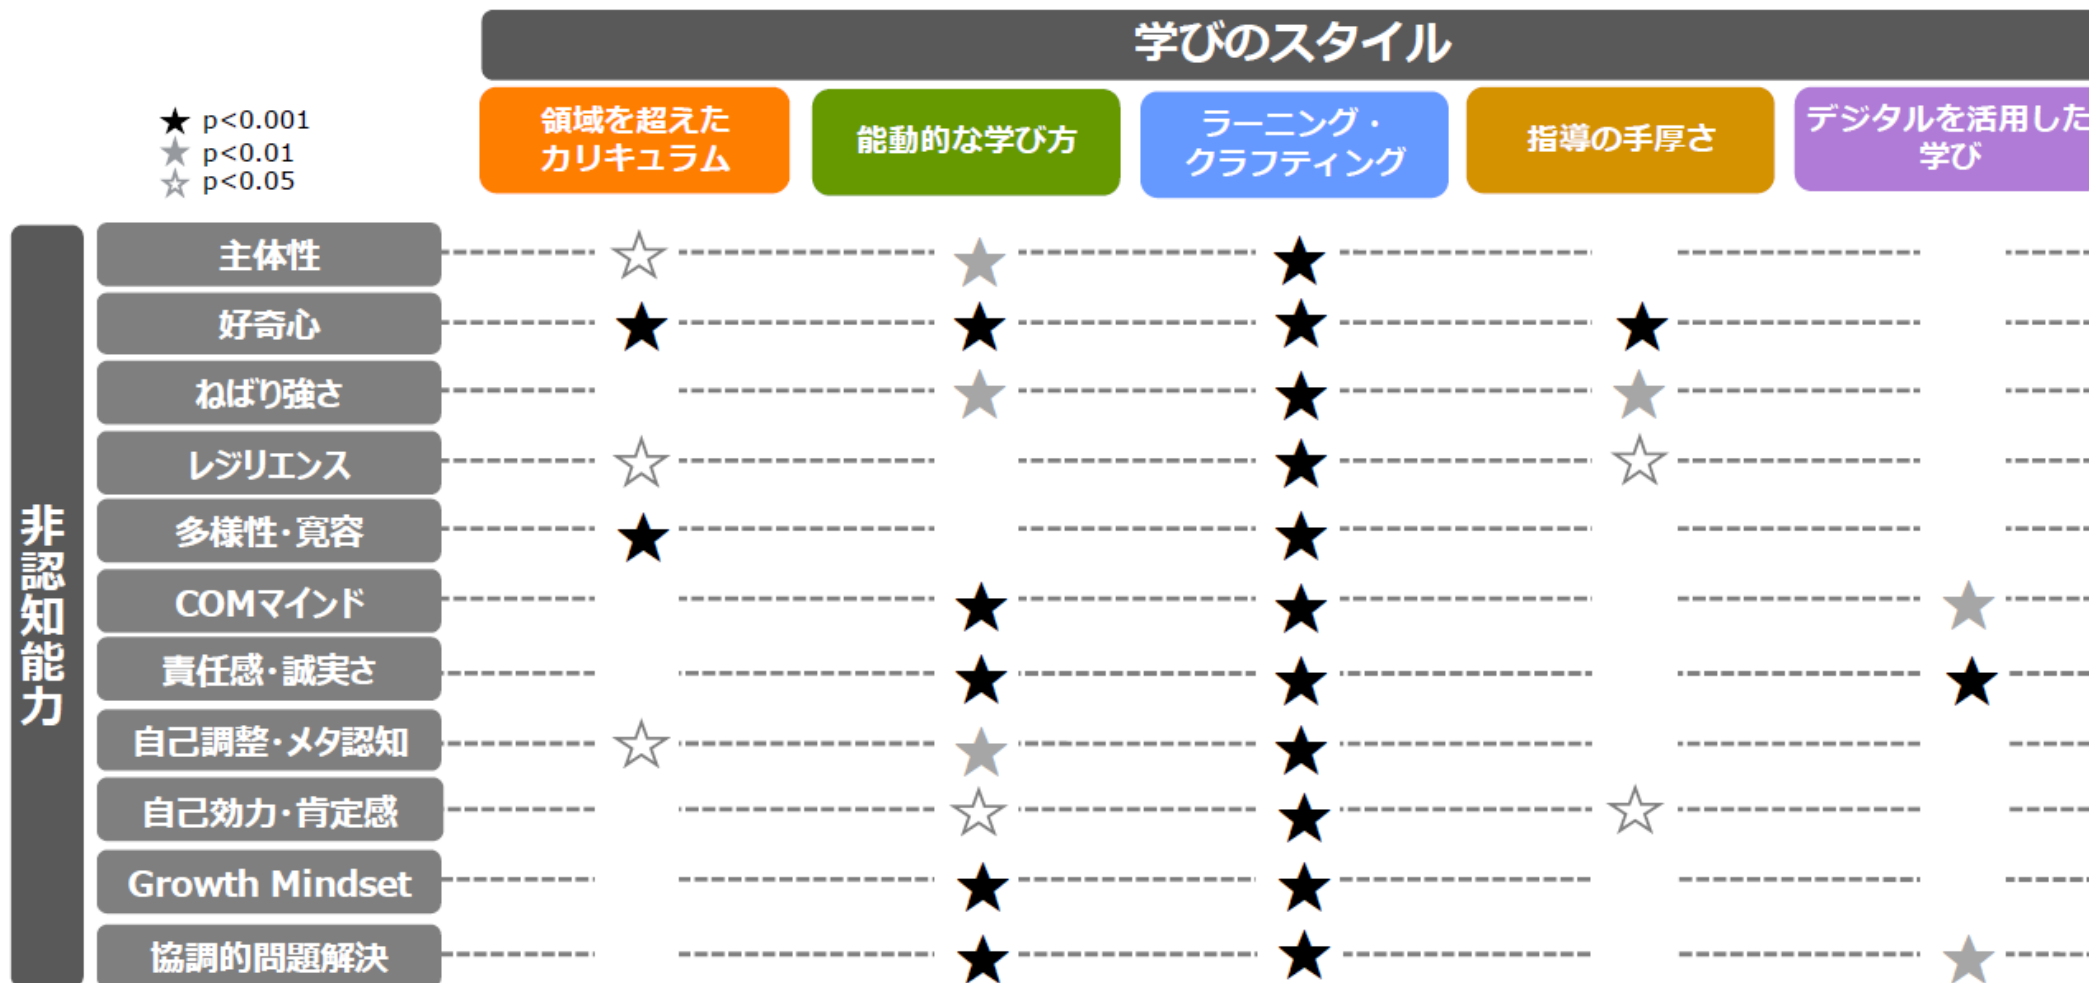 学びのスタイル
★ p<0.001
★ p<0.01
☆ p<0.05
領域を超えた
カリキュラム
能動的な学び方
ラーニング・
クラフティング
指導の手厚さ
デジタルを活用した
学び
非認知能力
主体性
好奇心
ねばり強さ
レジリエンス
多様性・寛容
COMマインド
責任感・誠実さ
自己調整・メタ認知
自己効力・肯定感
Growth Mindset
協調的問題解決